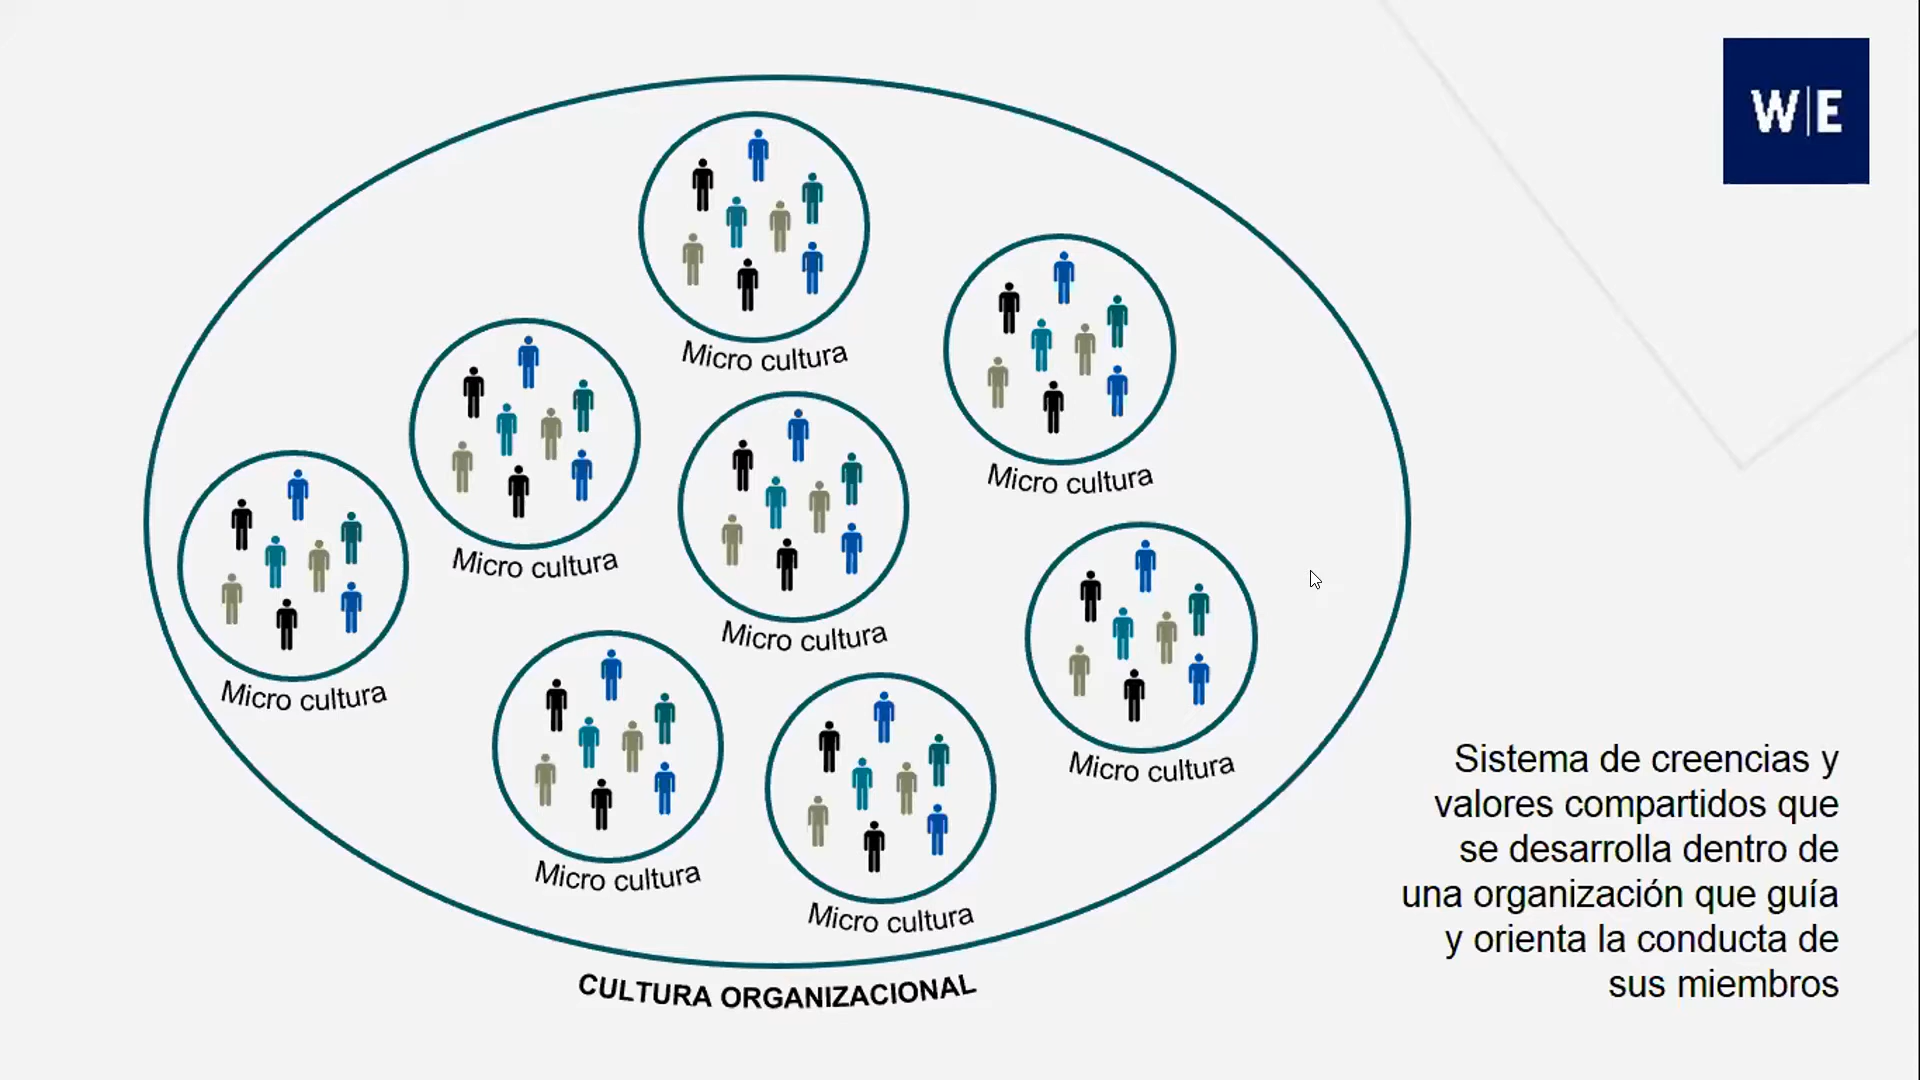 W|E
Micro cultura
Micro cultura
Micro cultura
Micro cultura
Micro cultura
Micro cultura
Micro cultura
Micro cultura
CULTURA ORGANIZACIONAL
Sistema de creencias y
valores compartidos que
se desarrolla dentro de
una organización que guía
y orienta la conducta de
sus miembros